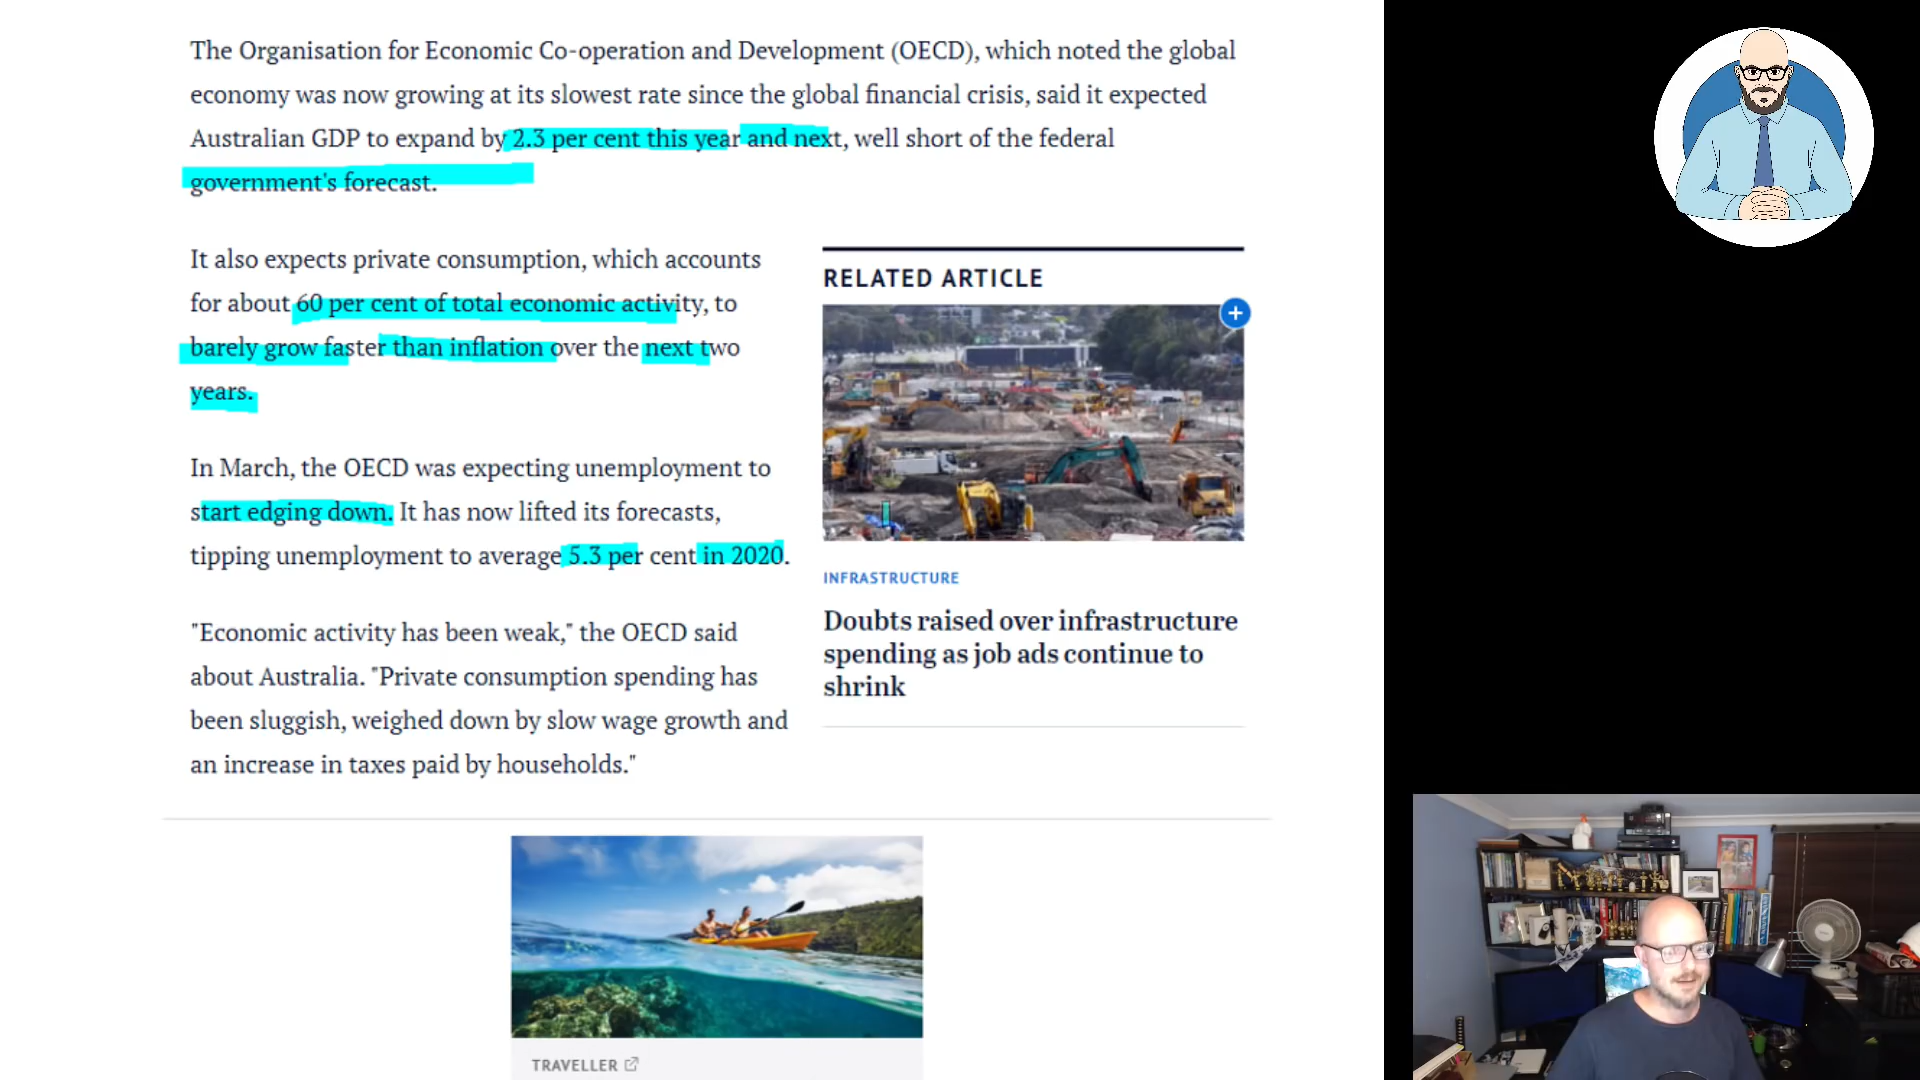 The Organisation for Economic Co-operation and Development (OECD), which noted the global
economy was now growing at its slowest rate since the global financial crisis, said it expected
Australian GDP to expand by 2.3 per cent this year and next, well short of the federal
government's forecast.
It also expects private consumption, which accounts
for about 60 per cent of total economic activity, to
barely grow faster than inflation over the next two
years.
In March, the OECD was expecting unemployment to
start edging down. It has now lifted its forecasts,
tipping unemployment to average 5.3 per cent in 2020.
"Economic activity has been weak," the OECD said
about Australia. "Private consumption spending has
been sluggish, weighed down by slow wage growth and
an increase in taxes paid by households."
RELATED ARTICLE
INFRASTRUCTURE
Doubts raised over infrastructure
spending as job ads continue to
shrink
TRAVELLER